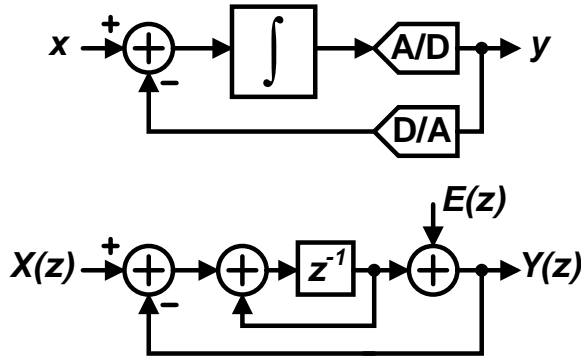 x + − ∫ A/D y
D/A
E(z)
X(z) + − z⁻¹ Y(z)